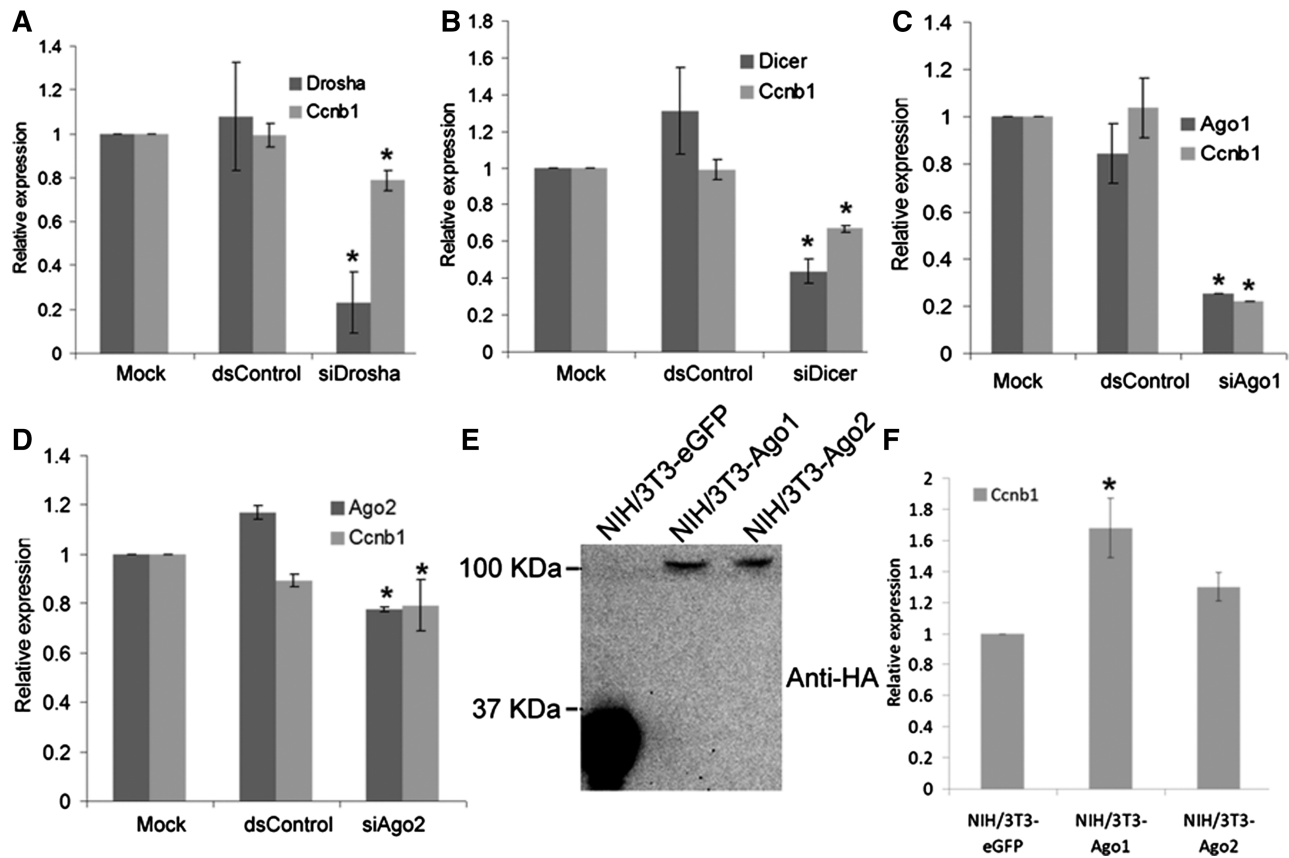 A
Relative expression
1.4
1.2
1
0.8
0.6
0.4
0.2
0
Drosha
Ccnb1
*
*
Mock
dsControl
siDrosha
B
Relative expression
1.8
1.6
1.4
1.2
1
0.8
0.6
0.4
0.2
0
Dicer
Ccnb1
*
*
Mock
dsControl
siDicer
C
Relative expression
1.4
1.2
1
0.8
0.6
0.4
0.2
0
Ago1
Ccnb1
*
*
Mock
dsControl
siAgo1
D
Relative expression
1.4
1.2
1
0.8
0.6
0.4
0.2
0
Ago2
Ccnb1
*
*
Mock
dsControl
siAgo2
E
NIH/3T3-eGFP
NIH/3T3-Ago1
NIH/3T3-Ago2
100 KDa
37 KDa
Anti-HA
F
Relative expression
2
1.8
1.6
1.4
1.2
1
0.8
0.6
0.4
0.2
0
Ccnb1
*
NIH/3T3-
eGFP
NIH/3T3-
Ago1
NIH/3T3-
Ago2